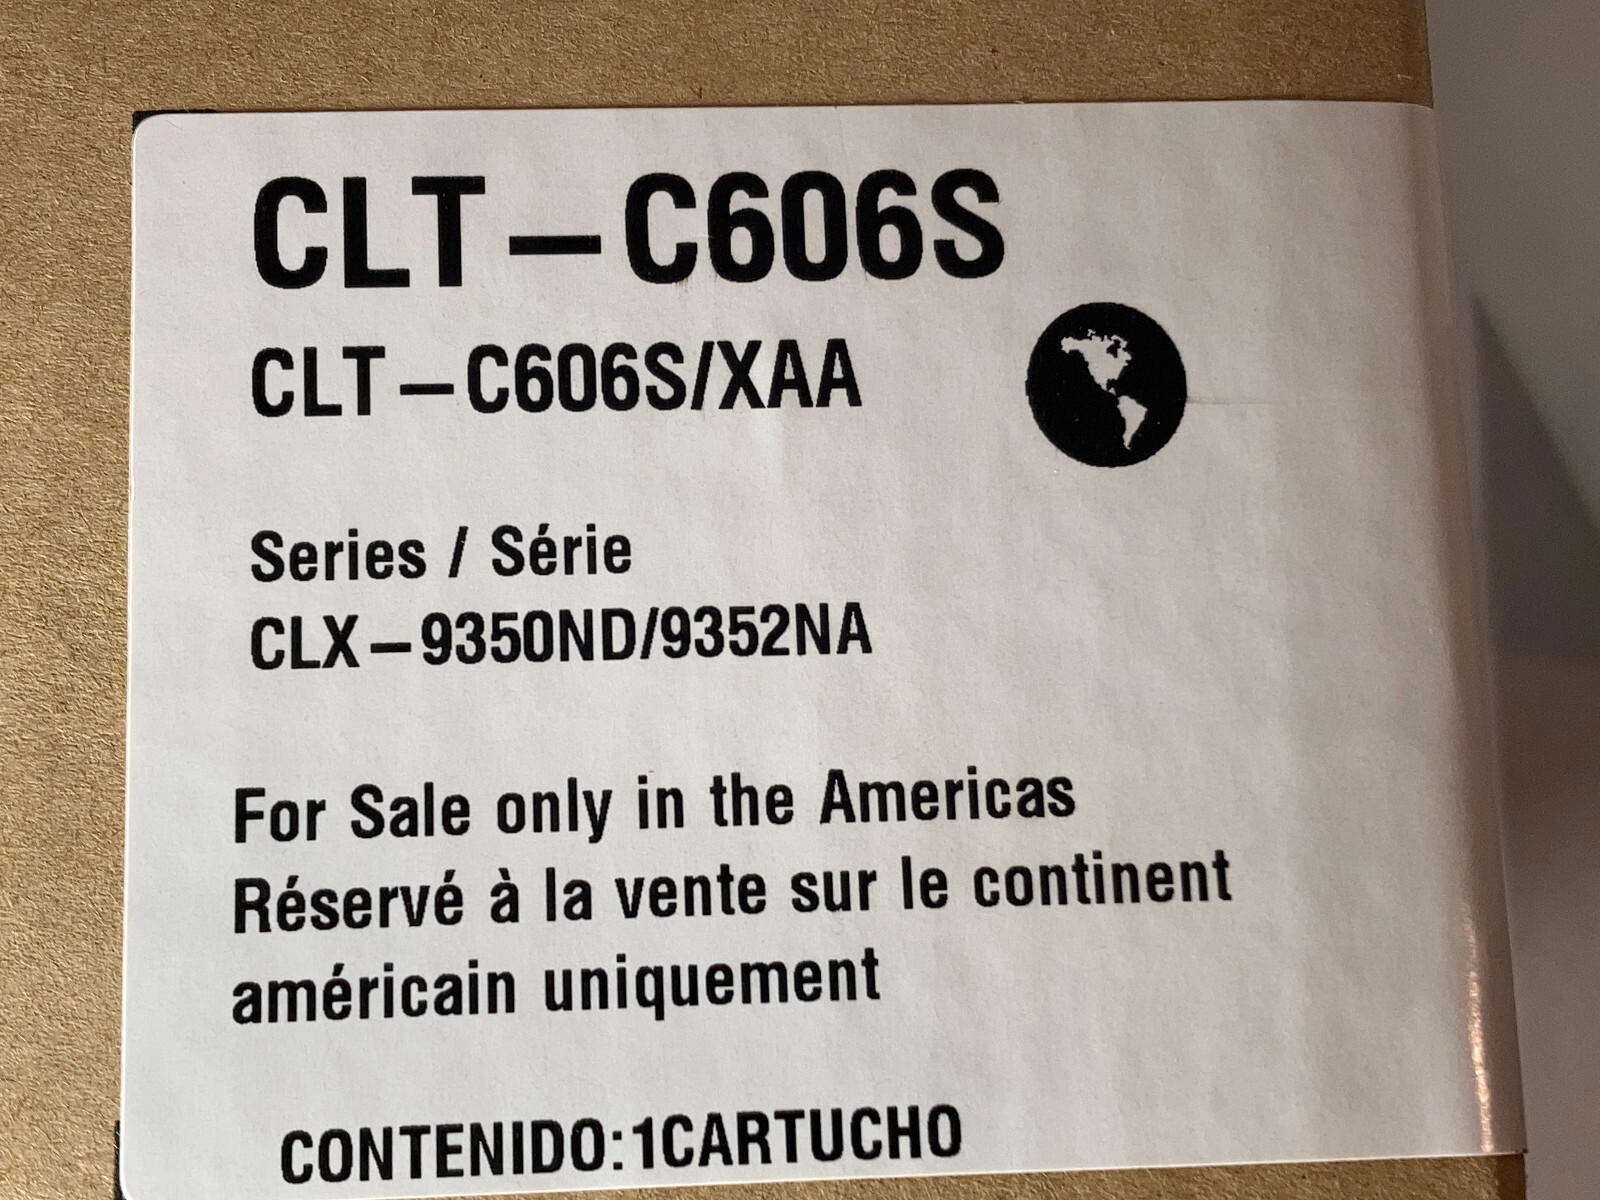 CLT-C606S
CLT-C606S/XAA
Series / Série
CLX-9350ND/9352NA
For Sale only in the Americas
Réservé à la vente sur le continent
américain uniquement
CONTENIDO:1CARTUCHO